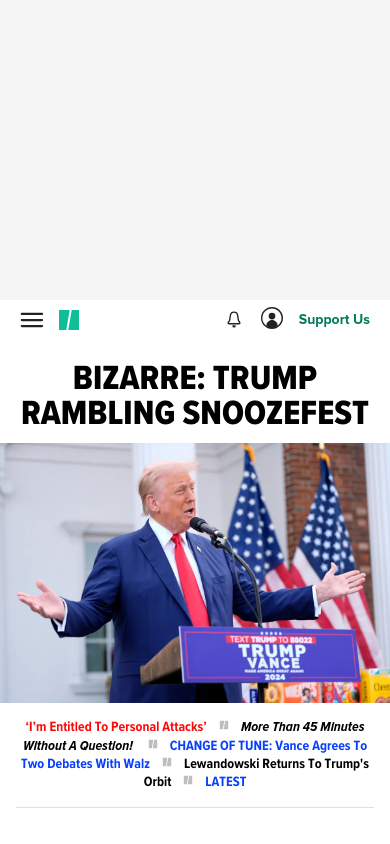 Support Us
BIZARRE: TRUMP
RAMBLING SNOOZEFEST
TEXT TRUMP TO 88022
TRUMP
VANCE
MAKE AMERICA GREAT AGAIN!
2024
‘I’m Entitled To Personal Attacks’ More Than 45 Minutes
Without A Question! CHANGE OF TUNE: Vance Agrees To
Two Debates With Walz Lewandowski Returns To Trump's
Orbit LATEST